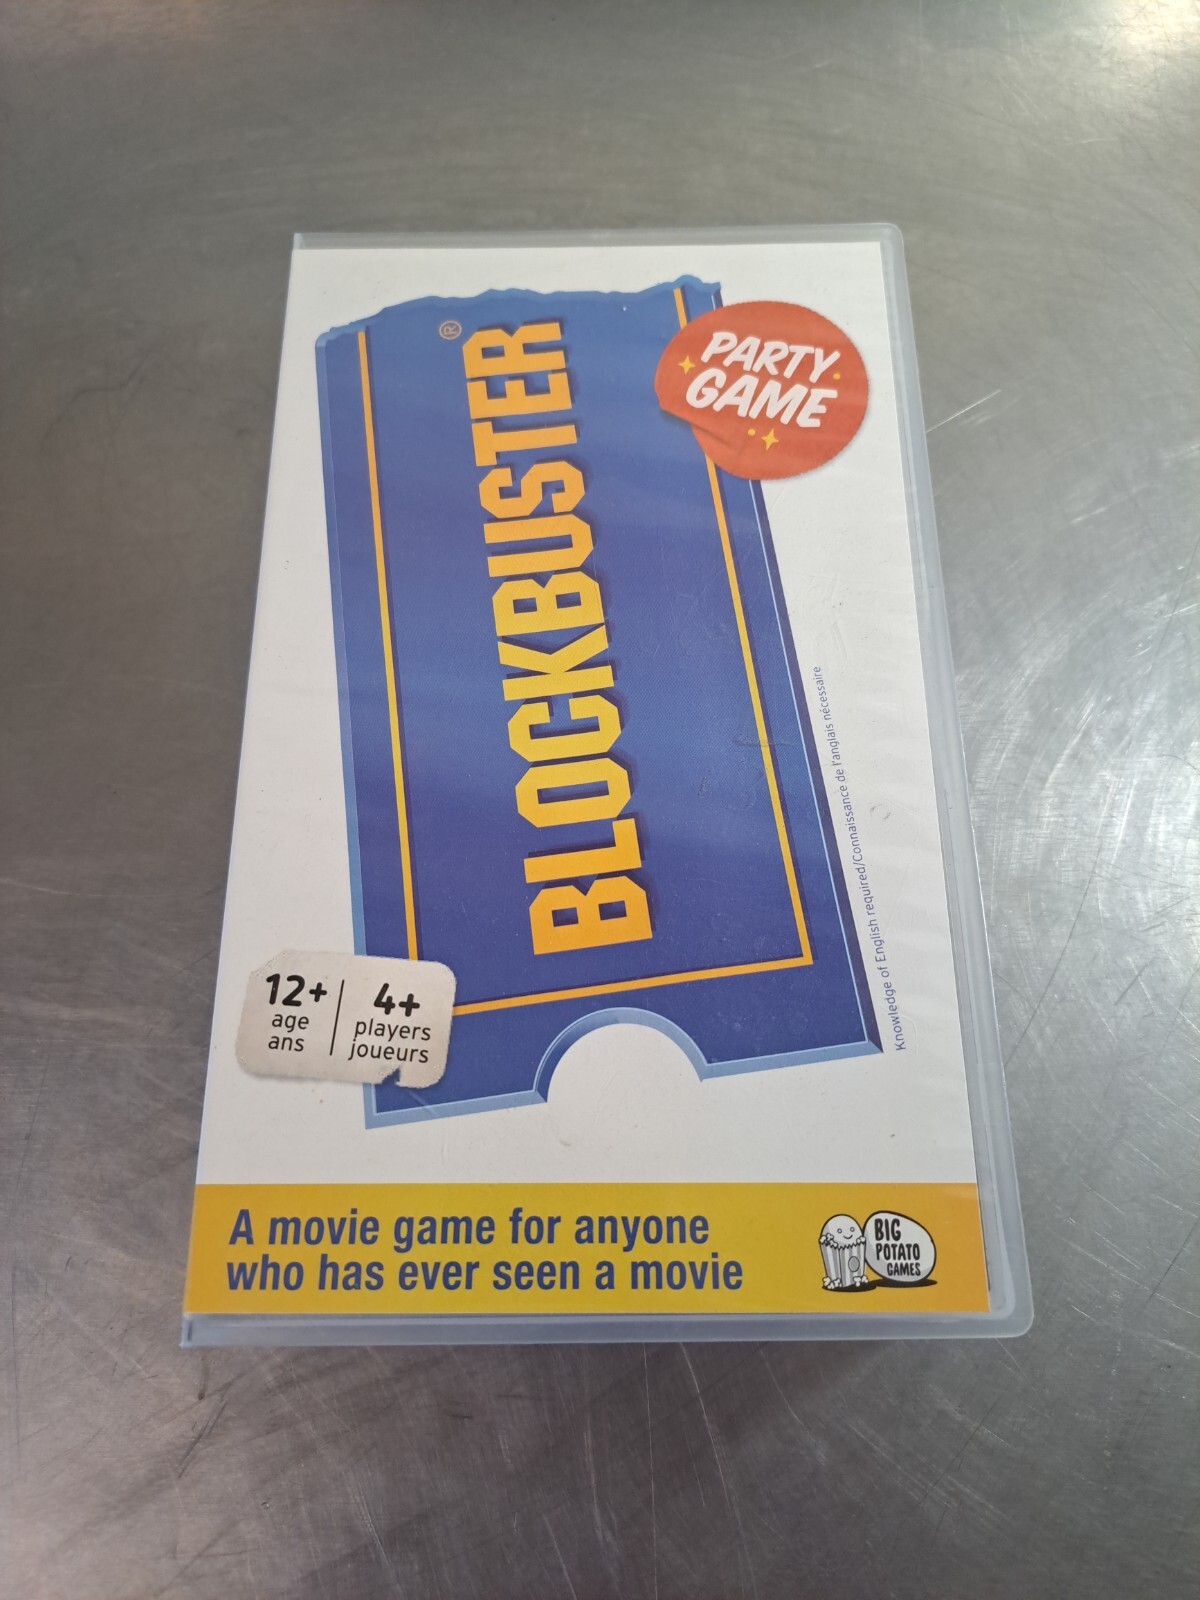 BLOCKBUSTER®
PARTY
GAME
Knowledge of English required/Connaissance de l'anglais nécessaire
12+
age
ans
4+
players
joueurs
A movie game for anyone
who has ever seen a movie
BIG
POTATO
GAMES